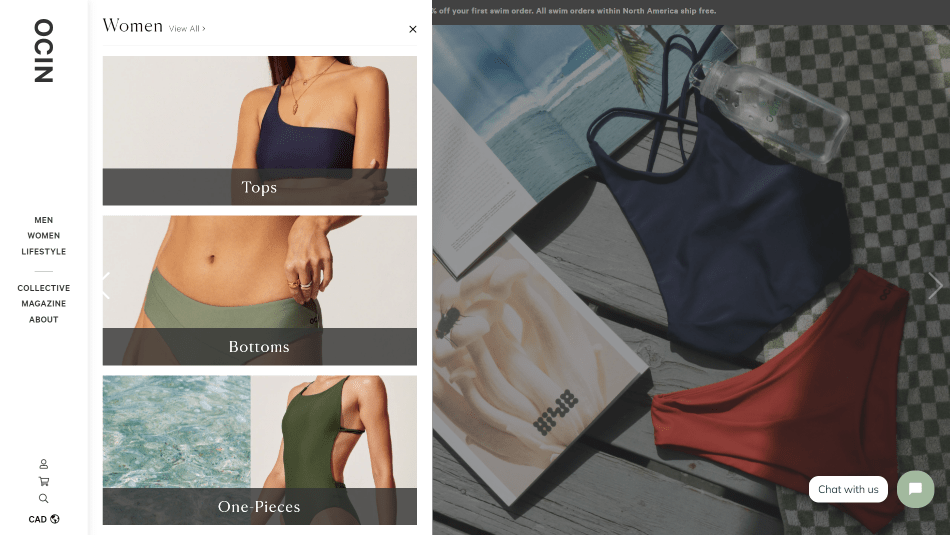 OCIN
MEN
WOMEN
LIFESTYLE
COLLECTIVE
MAGAZINE
ABOUT
CAD
Women View All ›
Tops
Bottoms
One-Pieces
% off your first swim order. All swim orders within North America ship free.
Chat with us